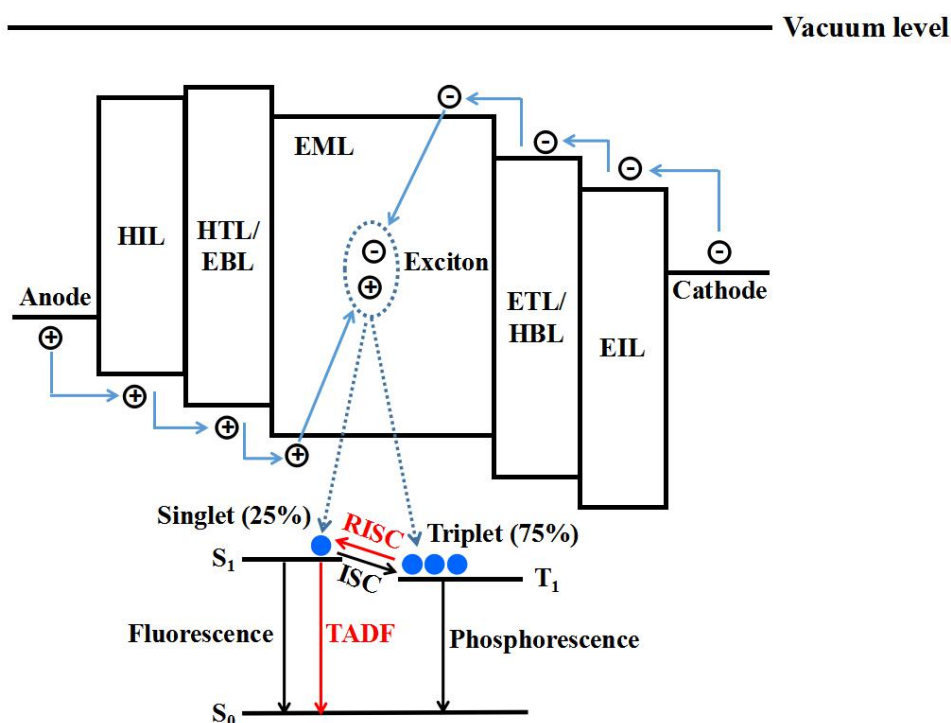 Vacuum level
EML
HIL
HTL/
EBL
Exciton
Anode
Cathode
ETL/
HBL
EIL
Singlet (25%)
RISC
Triplet (75%)
S1
ISC
T1
Fluorescence
TADF
Phosphorescence
S0